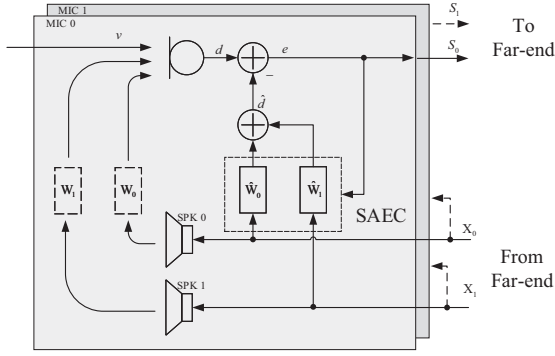 MIC 1
MIC 0
S₁
To
Far-end
S₀
v
d
e
−
d̂
W₁
W₀
Ŵ₀
Ŵ₁
SAEC
SPK 0
X₀
From
Far-end
SPK 1
X₁